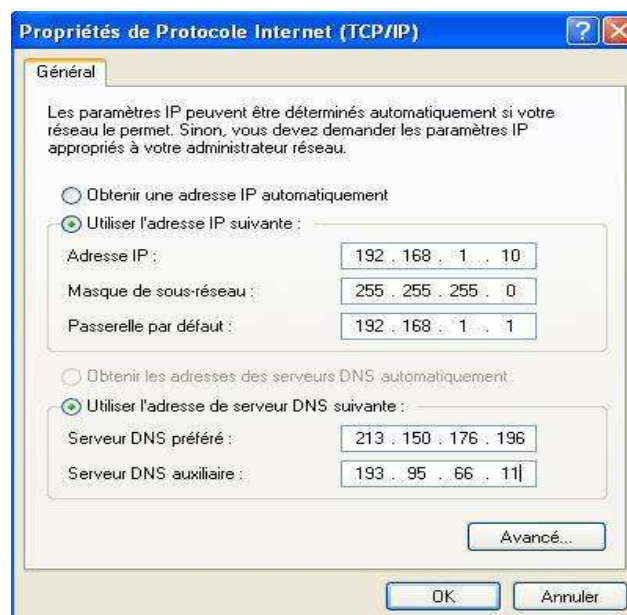 Propriétés de Protocole Internet (TCP/IP)
Général
Les paramètres IP peuvent être déterminés automatiquement si votre
réseau le permet. Sinon, vous devez demander les paramètres IP
appropriés à votre administrateur réseau.
Obtenir une adresse IP automatiquement
Utiliser l'adresse IP suivante :
Adresse IP : 192 . 168 . 1 . 10
Masque de sous-réseau : 255 . 255 . 255 . 0
Passerelle par défaut : 192 . 168 . 1 . 1
Obtenir les adresses des serveurs DNS automatiquement
Utiliser l'adresse de serveur DNS suivante :
Serveur DNS préféré : 213 . 150 . 176 . 196
Serveur DNS auxiliaire : 193 . 95 . 66 . 11
Avancé...
OK Annuler